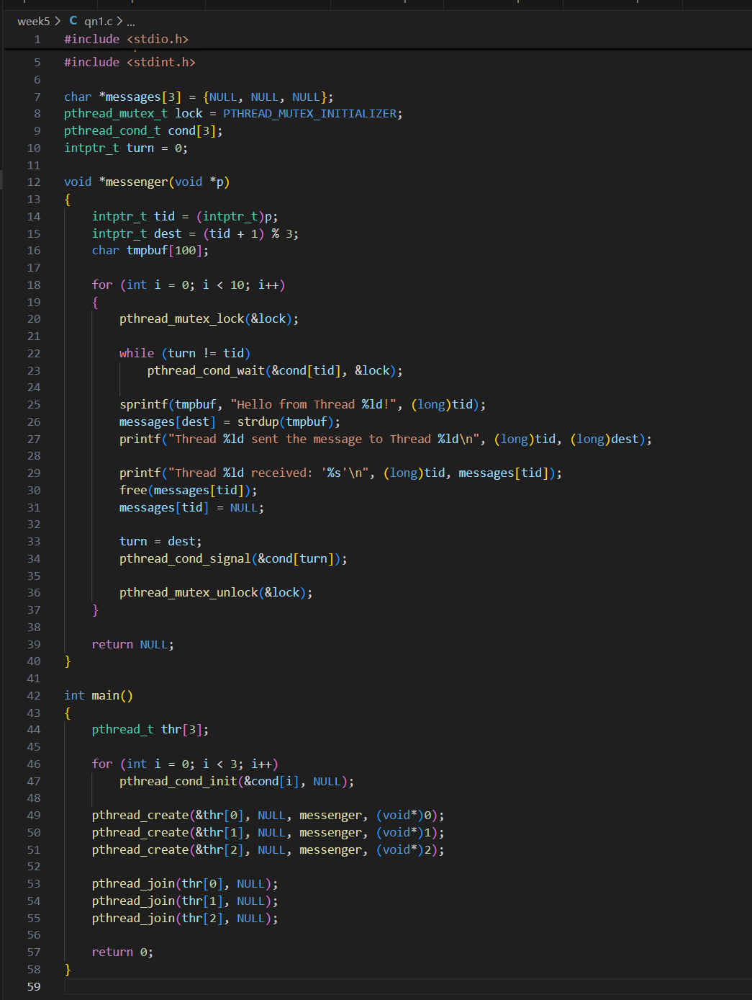 week5 > C qn1.c > ...
1 #include <stdio.h>
5 #include <stdint.h>
6
7 char *messages[3] = {NULL, NULL, NULL};
8 pthread_mutex_t lock = PTHREAD_MUTEX_INITIALIZER;
9 pthread_cond_t cond[3];
10 intptr_t turn = 0;
11
12 void *messenger(void *p)
13 {
14     intptr_t tid = (intptr_t)p;
15     intptr_t dest = (tid + 1) % 3;
16     char tmpbuf[100];
17
18     for (int i = 0; i < 10; i++)
19     {
20         pthread_mutex_lock(&lock);
21
22         while (turn != tid)
23             pthread_cond_wait(&cond[tid], &lock);
24
25         sprintf(tmpbuf, "Hello from Thread %ld!", (long)tid);
26         messages[dest] = strdup(tmpbuf);
27         printf("Thread %ld sent the message to Thread %ld\n", (long)tid, (long)dest);
28
29         printf("Thread %ld received: '%s'\n", (long)tid, messages[tid]);
30         free(messages[tid]);
31         messages[tid] = NULL;
32
33         turn = dest;
34         pthread_cond_signal(&cond[turn]);
35
36         pthread_mutex_unlock(&lock);
37     }
38
39     return NULL;
40 }
41
42 int main()
43 {
44     pthread_t thr[3];
45
46     for (int i = 0; i < 3; i++)
47         pthread_cond_init(&cond[i], NULL);
48
49     pthread_create(&thr[0], NULL, messenger, (void*)0);
50     pthread_create(&thr[1], NULL, messenger, (void*)1);
51     pthread_create(&thr[2], NULL, messenger, (void*)2);
52
53     pthread_join(thr[0], NULL);
54     pthread_join(thr[1], NULL);
55     pthread_join(thr[2], NULL);
56
57     return 0;
58 }
59